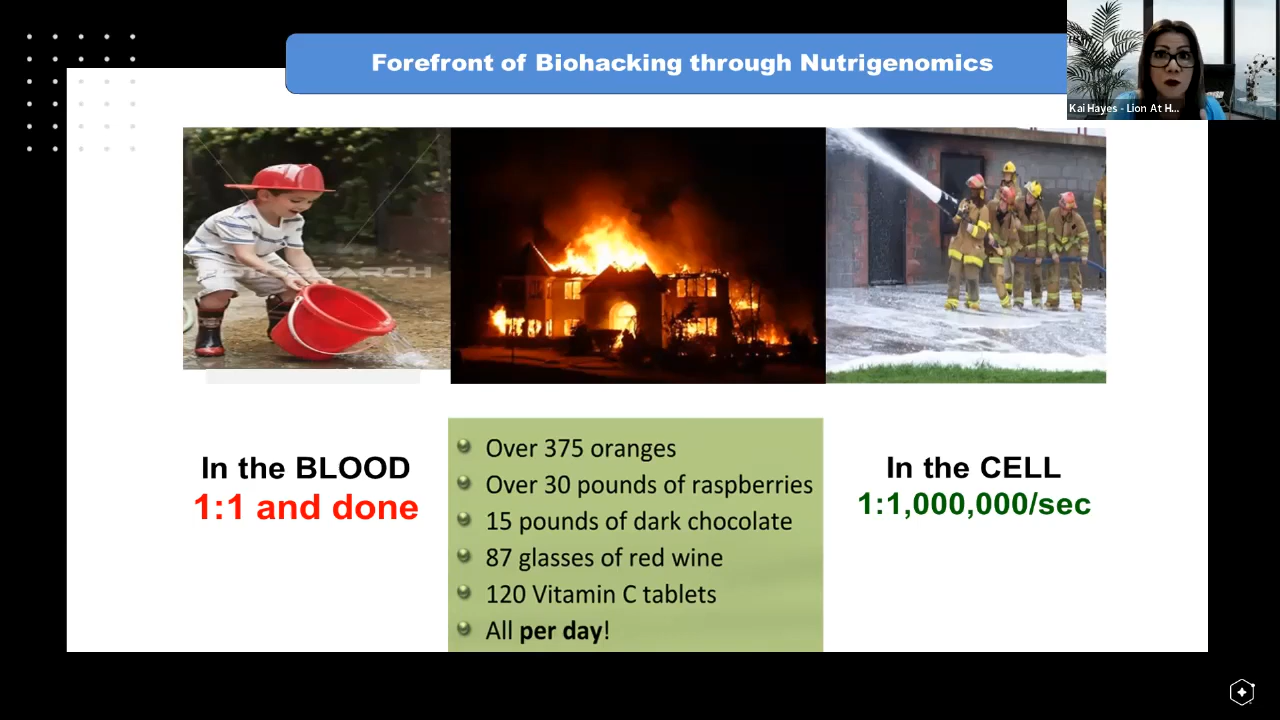 Forefront of Biohacking through Nutrigenomics
Kai Hayes - Lion At H...
In the BLOOD
1:1 and done
Over 375 oranges
Over 30 pounds of raspberries
15 pounds of dark chocolate
87 glasses of red wine
120 Vitamin C tablets
All per day!
In the CELL
1:1,000,000/sec